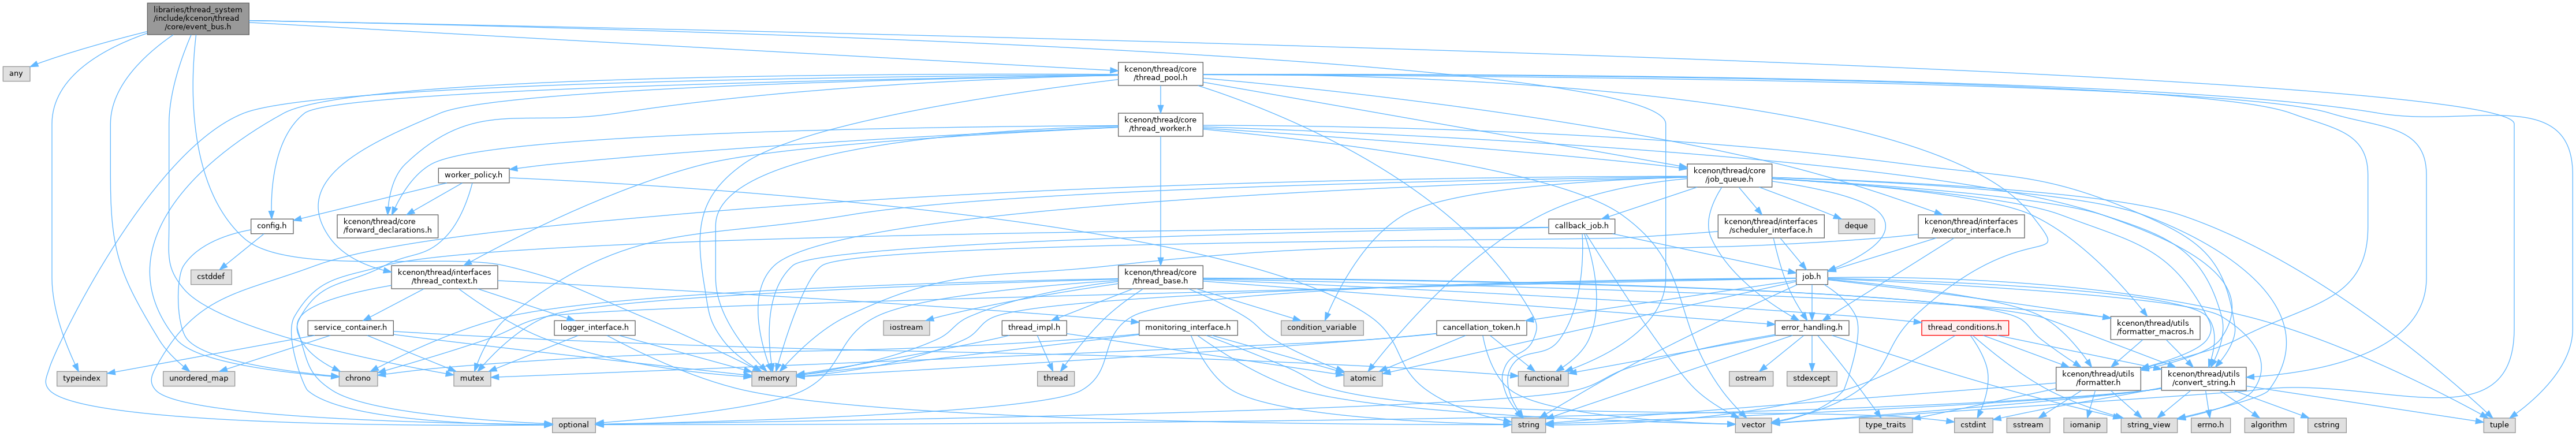 libraries/thread_system
/include/kcenon/thread
/core/event_bus.h
any
kcenon/thread/core
/thread_pool.h
kcenon/thread/core
/thread_worker.h
worker_policy.h
kcenon/thread/core
/job_queue.h
config.h
kcenon/thread/core
/forward_declarations.h
callback_job.h
kcenon/thread/interfaces
/scheduler_interface.h
deque
kcenon/thread/interfaces
/executor_interface.h
cstddef
kcenon/thread/interfaces
/thread_context.h
kcenon/thread/core
/thread_base.h
job.h
service_container.h
logger_interface.h
iostream
thread_impl.h
monitoring_interface.h
condition_variable
cancellation_token.h
error_handling.h
thread_conditions.h
kcenon/thread/utils
/formatter_macros.h
typeindex
unordered_map
chrono
mutex
memory
thread
atomic
functional
ostream
stdexcept
kcenon/thread/utils
/formatter.h
kcenon/thread/utils
/convert_string.h
optional
string
vector
type_traits
cstdint
sstream
iomanip
string_view
errno.h
algorithm
cstring
tuple